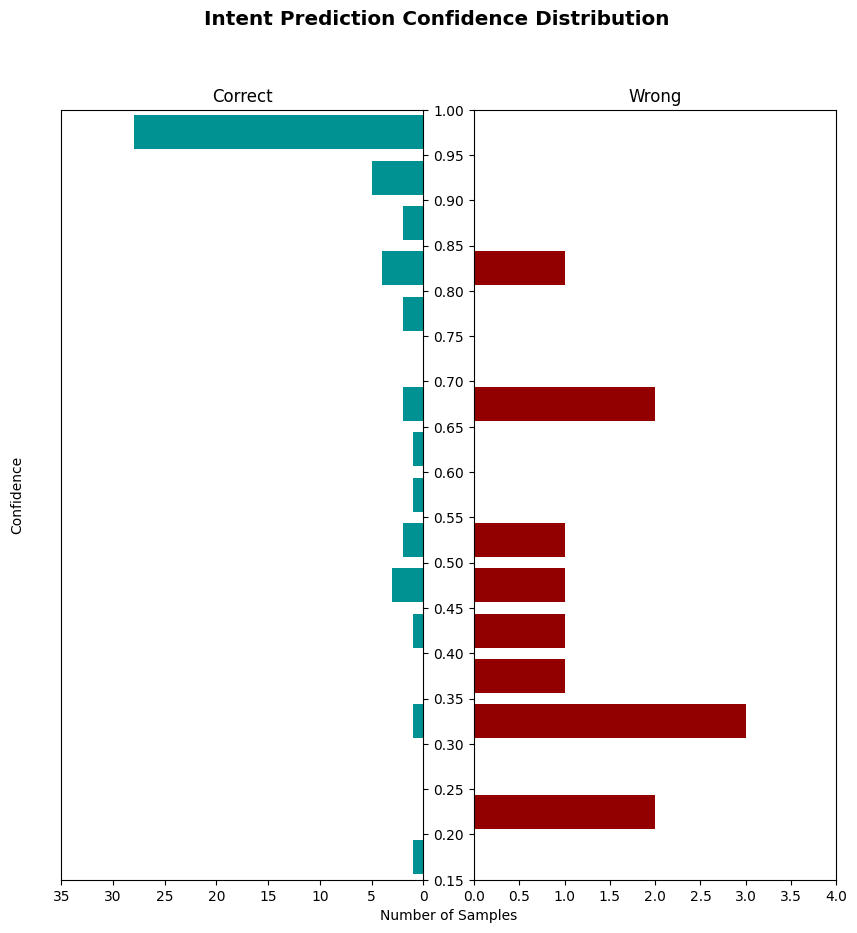 Intent Prediction Confidence Distribution
Correct
Wrong
1.00
0.95
0.90
0.85
0.80
0.75
0.70
0.65
0.60
0.55
0.50
0.45
0.40
0.35
0.30
0.25
0.20
0.15
Confidence
35 30 25 20 15 10 5 0
0.0 0.5 1.0 1.5 2.0 2.5 3.0 3.5 4.0
Number of Samples